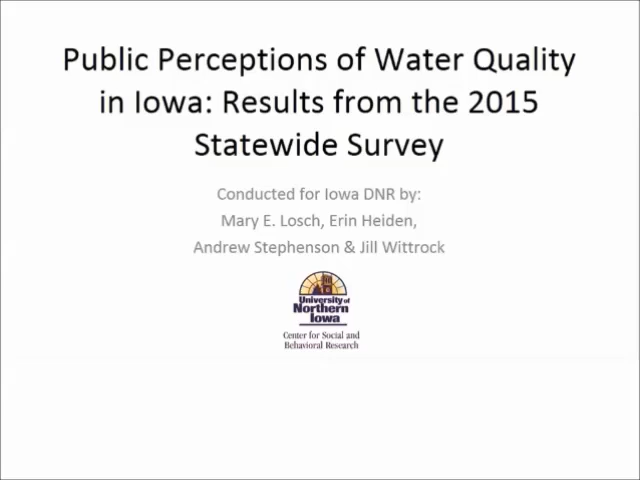 Public Perceptions of Water Quality
in Iowa: Results from the 2015
Statewide Survey
Conducted for Iowa DNR by:
Mary E. Losch, Erin Heiden,
Andrew Stephenson & Jill Wittrock
University of
Northern
Iowa
Center for Social and
Behavioral Research